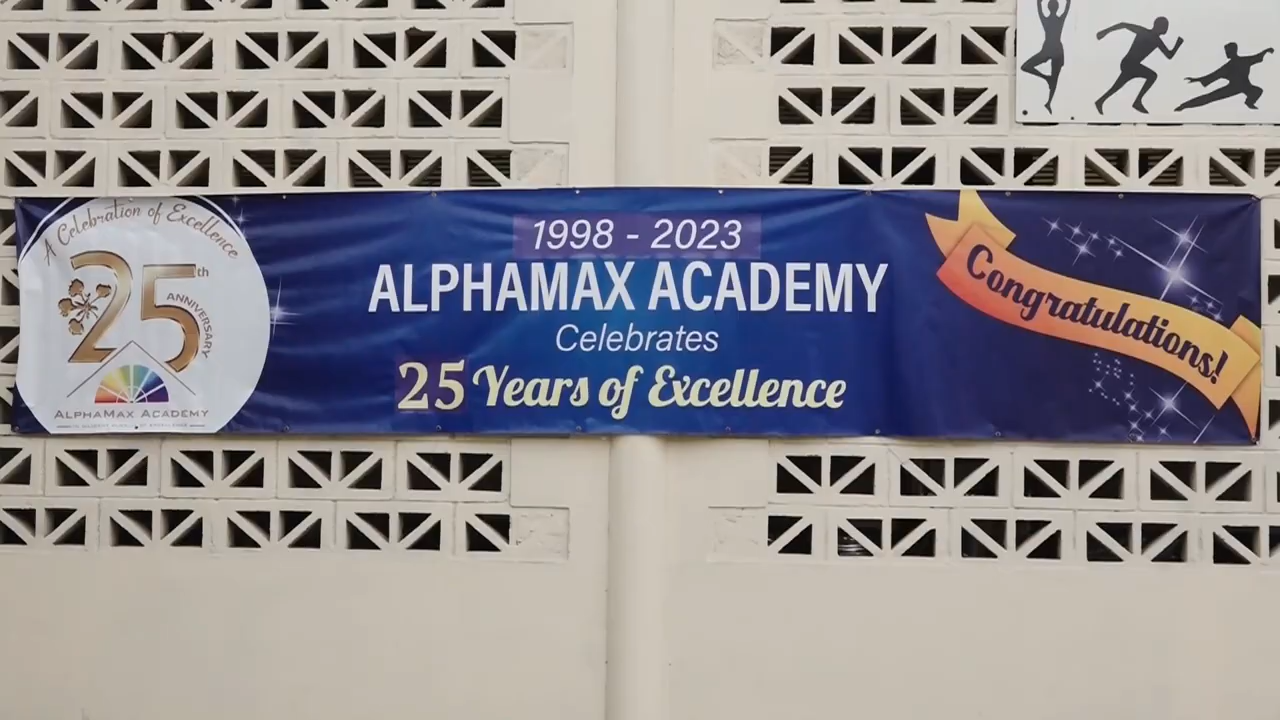 A Celebration of Excellence
25th
ANNIVERSARY
ALPHAMAX ACADEMY
1998 - 2023
ALPHAMAX ACADEMY
Celebrates
25 Years of Excellence
Congratulations!